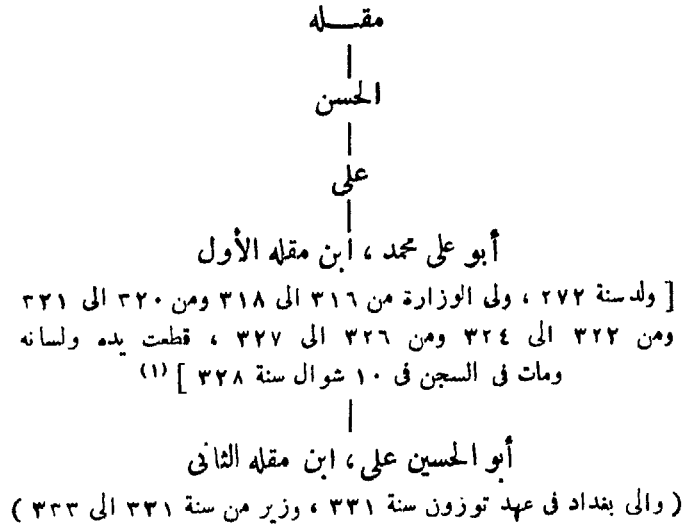 مقـــله
الحسن
على
أبو على محمد ، ابن مقله الأول
[ ولد سنة ٢٧٢ ، ولى الوزارة من ٣١٦ الى ٣١٨ ومن ٣٢٠ الى ٣٢١
ومن ٣٢٢ الى ٣٢٤ ومن ٣٢٦ الى ٣٢٧ ، قطعت يده ولسانه
ومات فى السجن فى ١٠ شوال سنة ٣٢٨ ] (١)
أبو الحسين على ، ابن مقله الثانى
( والى بغداد فى عهد توزون سنة ٣٣١ ، وزير من سنة ٣٣١ الى ٣٣٣ )